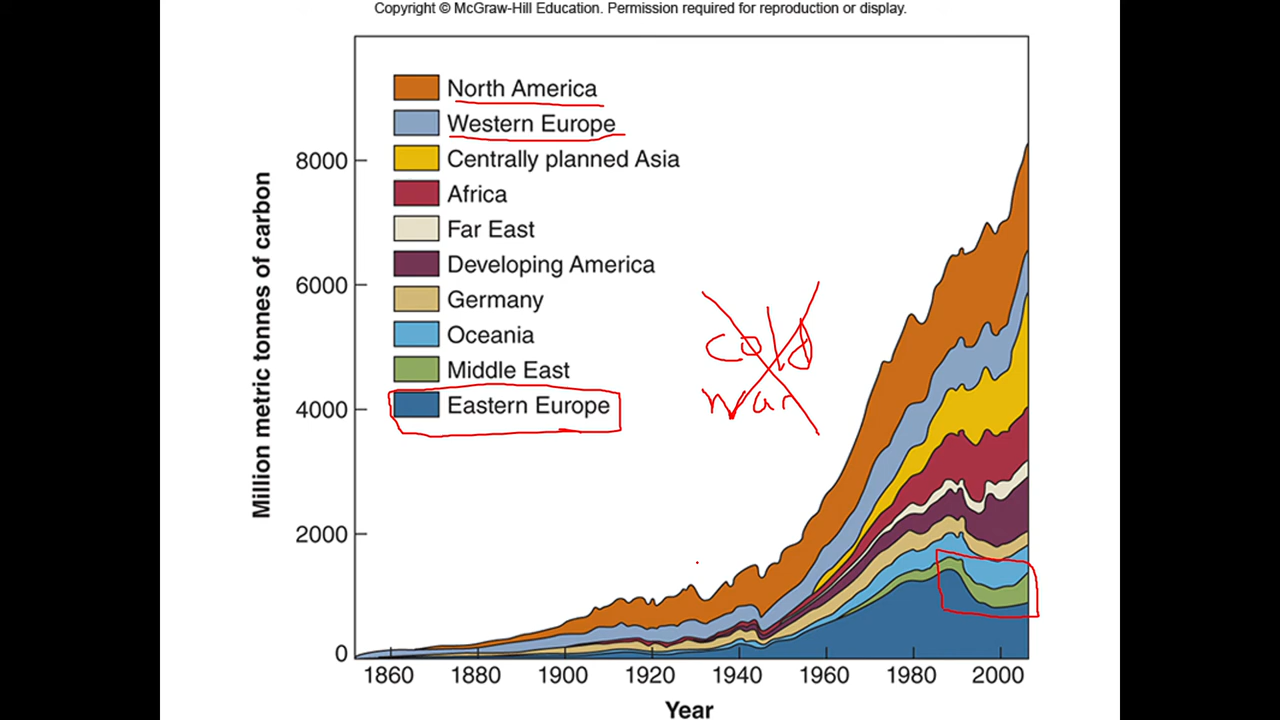 Copyright © McGraw-Hill Education. Permission required for reproduction or display.
North America
Western Europe
Centrally planned Asia
Africa
Far East
Developing America
Germany
Oceania
Middle East
Eastern Europe
cold
war
Million metric tonnes of carbon
8000
6000
4000
2000
0
1860 1880 1900 1920 1940 1960 1980 2000
Year